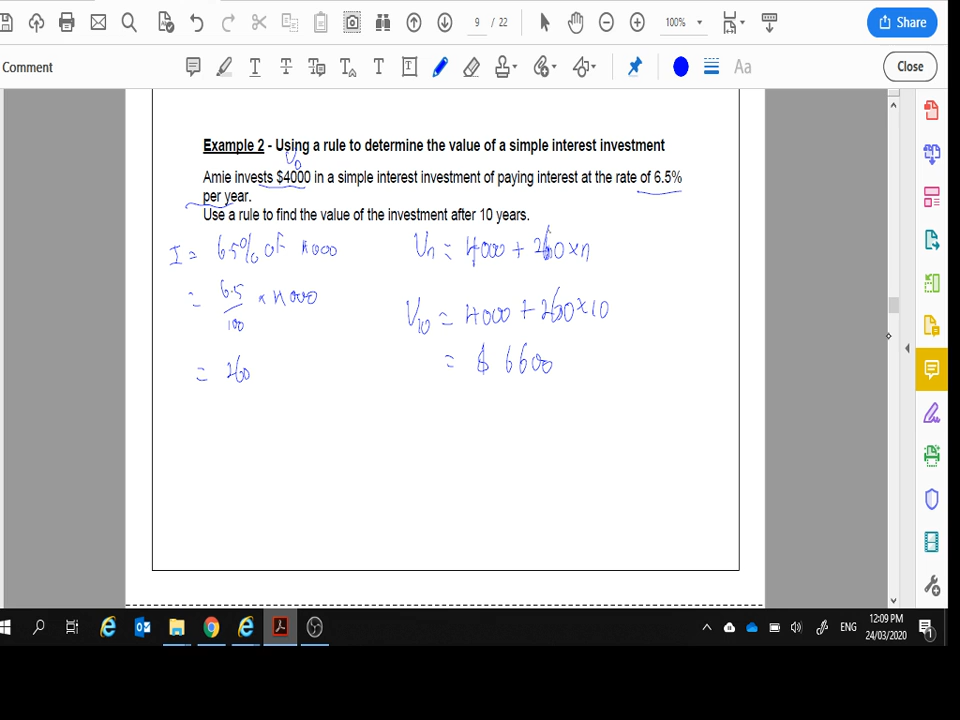 9 / 22
100%
Share
Comment
Aa
Close
Example 2 - Using a rule to determine the value of a simple interest investment
V0
Amie invests $4000 in a simple interest investment of paying interest at the rate of 6.5%
per year.
Use a rule to find the value of the investment after 10 years.
I = 6.5% of 4000
= 6.5/100 × 4000
= 260
Vn = 4000 + 260 × n
V10 = 4000 + 260 × 10
= $ 6600
ENG
12:09 PM
24/03/2020
1